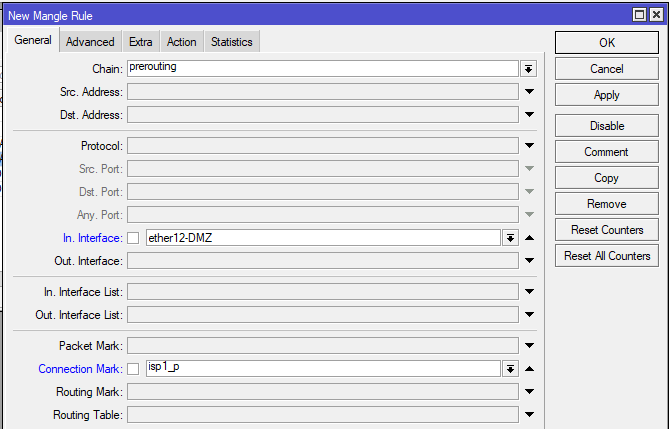 New Mangle Rule
General Advanced Extra Action Statistics
Chain: prerouting
Src. Address:
Dst. Address:
Protocol:
Src. Port:
Dst. Port:
Any. Port:
In. Interface: ether12-DMZ
Out. Interface:
In. Interface List:
Out. Interface List:
Packet Mark:
Connection Mark: isp1_p
Routing Mark:
Routing Table:
OK
Cancel
Apply
Disable
Comment
Copy
Remove
Reset Counters
Reset All Counters